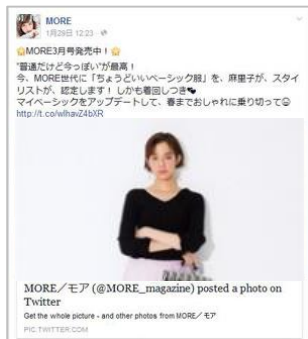 MORE
1月28日 12:23
MORE3月号発売中！
"普通だけど今っぽい"が最高！
今、MORE世代に「ちょうどいいベーシック服」を、麻里子が、スタイ
リストが、認定します！ しかも着回しつき
マイベーシックをアップデートして、春までおしゃれに乗り切って
http://t.co/wlhavZ4bXR
MORE／モア (@MORE_magazine) posted a photo on
Twitter
Get the whole picture - and other photos from MORE／モア
PIC.TWITTER.COM